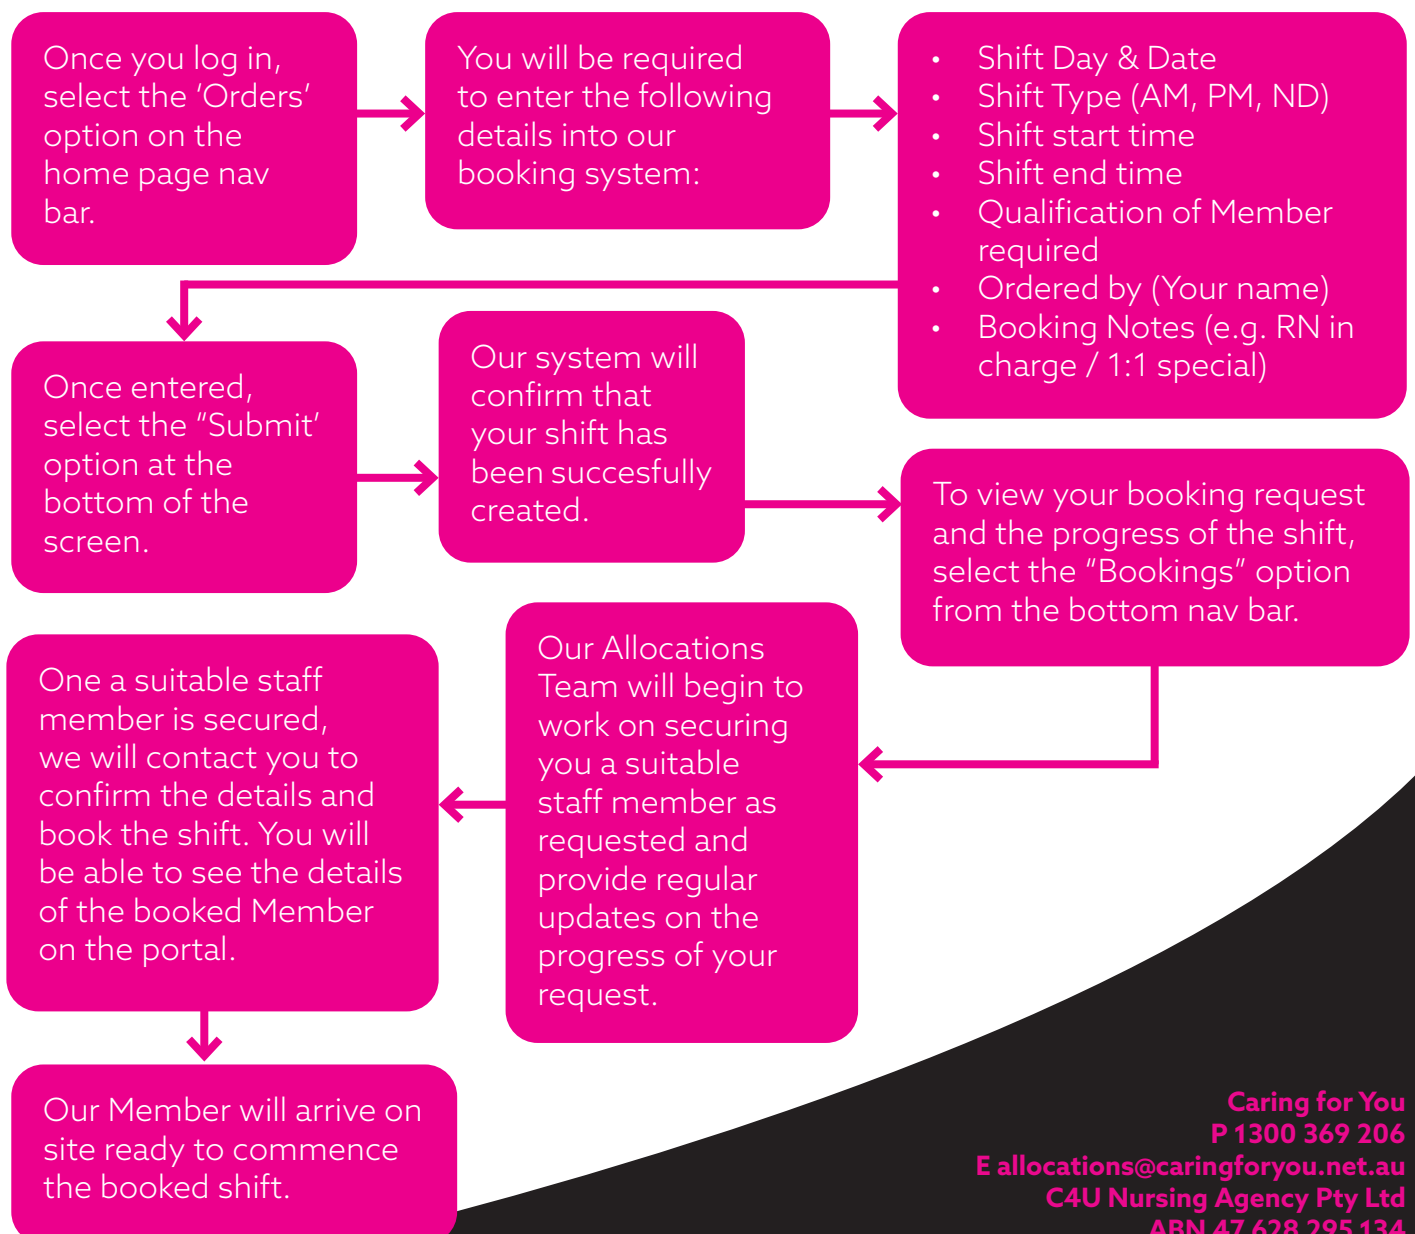 Once you log in,
select the ‘Orders’
option on the
home page nav
bar.
You will be required
to enter the following
details into our
booking system:
• Shift Day & Date
• Shift Type (AM, PM, ND)
• Shift start time
• Shift end time
• Qualification of Member
required
• Ordered by (Your name)
• Booking Notes (e.g. RN in
charge / 1:1 special)
Once entered,
select the “Submit’
option at the
bottom of the
screen.
Our system will
confirm that
your shift has
been succesfully
created.
To view your booking request
and the progress of the shift,
select the “Bookings” option
from the bottom nav bar.
Our Allocations
Team will begin to
work on securing
you a suitable
staff member as
requested and
provide regular
updates on the
progress of your
request.
One a suitable staff
member is secured,
we will contact you to
confirm the details and
book the shift. You will
be able to see the details
of the booked Member
on the portal.
Our Member will arrive on
site ready to commence
the booked shift.
Caring for You
P 1300 369 206
E allocations@caringforyou.net.au
C4U Nursing Agency Pty Ltd
ABN 47 628 295 134